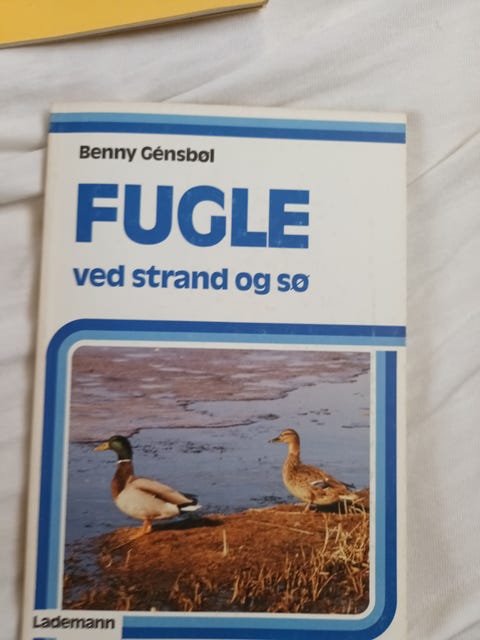 Benny Génsbøl
FUGLE
ved strand og sø
Lademann